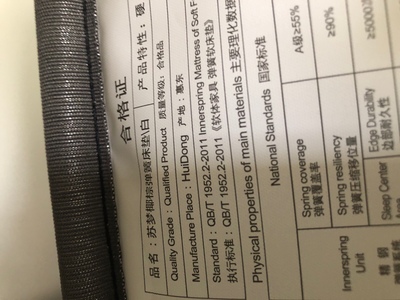 合格证
品名：苏梦椰棕弹簧床垫\白 产品特性：硬
Quality Grade：Qualified Product 质量等级：合格品
Manufacture Place：HuiDong 产地：惠东
Standard：QB/T 1952.2-2011 Innerspring Mattress of Soft F
执行标准：QB/T 1952.2-2011《软体家具 弹簧软床垫》
Physical properties of main materials 主要理化数据
National Standards 国家标准
Spring coverage
弹簧覆盖率
A级≥55%
Spring resiliency
弹簧压缩移位量
≥90%
Innerspring
Unit
Sleep Center
Edge Durability
边部耐久性
≥5000
精钢